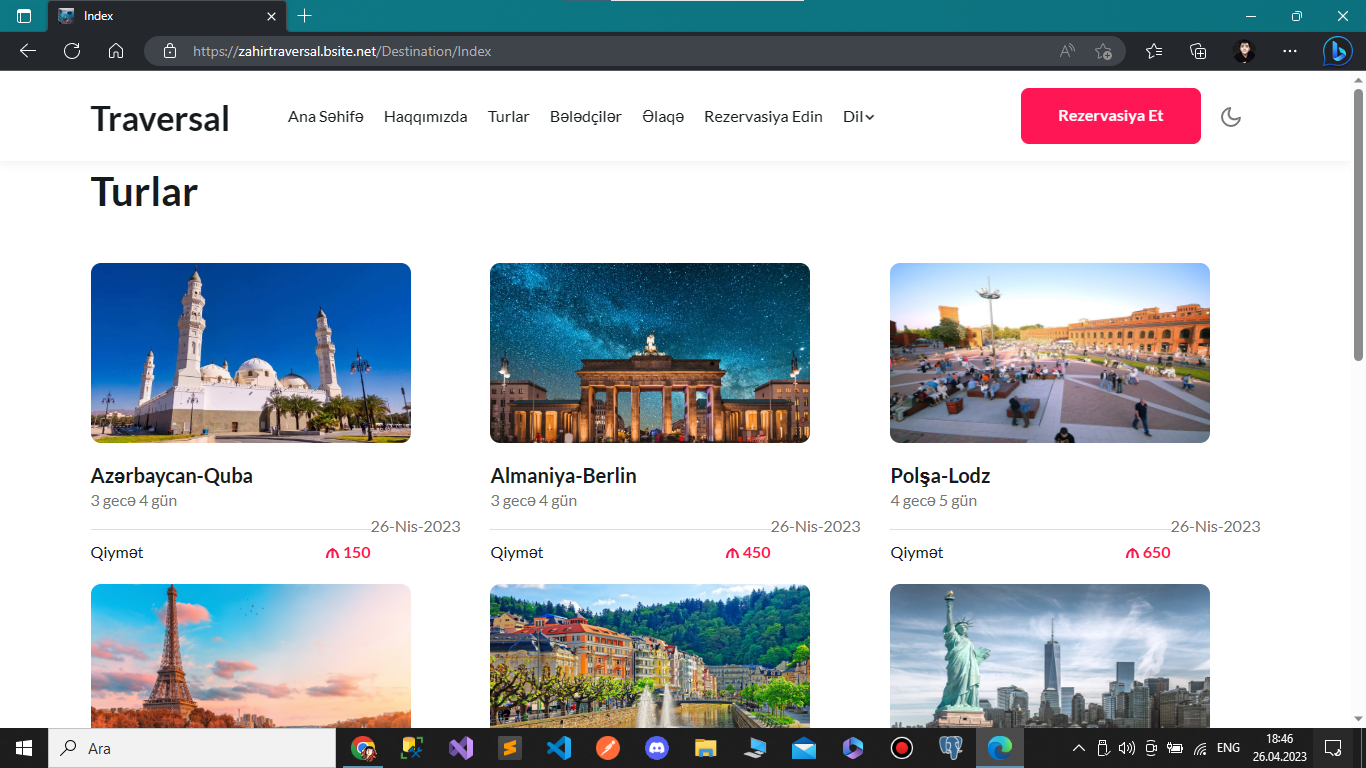 Index
https://zahirtraversal.bsite.net/Destination/Index
Traversal
Ana Səhifə Haqqımızda Turlar Bələdçilər Əlaqə Rezervasiya Edin Dil
Rezervasiya Et
Turlar
Azərbaycan-Quba
3 gecə 4 gün
26-Nis-2023
Qiymət ₼ 150
Almaniya-Berlin
3 gecə 4 gün
26-Nis-2023
Qiymət ₼ 450
Polşa-Lodz
4 gecə 5 gün
26-Nis-2023
Qiymət ₼ 650
Ara
ENG
18:46
26.04.2023